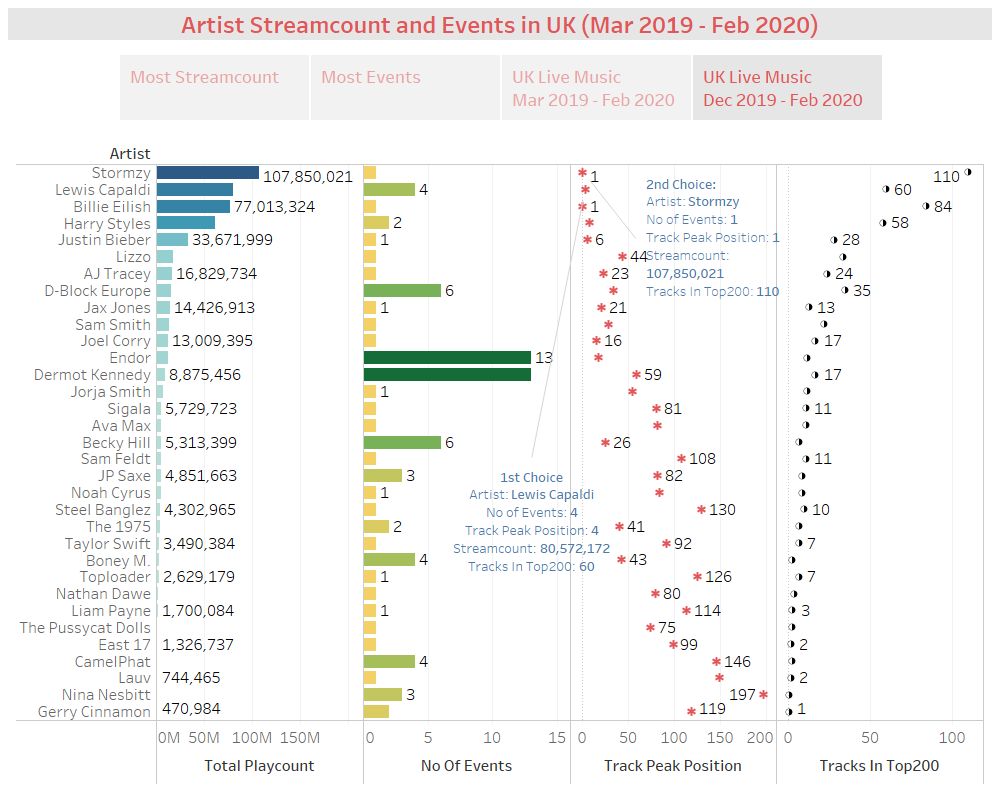 Artist Streamcount and Events in UK (Mar 2019 - Feb 2020)
Most Streamcount
Most Events
UK Live Music
Mar 2019 - Feb 2020
UK Live Music
Dec 2019 - Feb 2020
Artist
Stormzy 107,850,021 1 110
Lewis Capaldi 4 60
Billie Eilish 77,013,324 1 84
Harry Styles 2 58
Justin Bieber 33,671,999 1 6 28
Lizzo 44
AJ Tracey 16,829,734 23 24
D-Block Europe 6 35
Jax Jones 14,426,913 1 21 13
Sam Smith
Joel Corry 13,009,395 16 17
Endor 13
Dermot Kennedy 8,875,456 59 17
Jorja Smith 1
Sigala 5,729,723 81 11
Ava Max
Becky Hill 5,313,399 6 26
Sam Feldt 108 11
JP Saxe 4,851,663 3 82
Noah Cyrus 1
Steel Banglez 4,302,965 130 10
The 1975 2 41
Taylor Swift 3,490,384 92 7
Boney M. 4 43
Toploader 2,629,179 1 126 7
Nathan Dawe 80
Liam Payne 1,700,084 1 114 3
The Pussycat Dolls 75
East 17 1,326,737 99 2
CamelPhat 4 146
Lauv 744,465 2
Nina Nesbitt 3 197
Gerry Cinnamon 470,984 119 1
2nd Choice:
Artist: Stormzy
No of Events: 1
Track Peak Position: 1
Streamcount:
107,850,021
Tracks In Top200: 110
1st Choice
Artist: Lewis Capaldi
No of Events: 4
Track Peak Position: 4
Streamcount: 80,572,172
Tracks In Top200: 60
0M 50M 100M 150M
0 5 10 15
0 50 100 150 200
0 50 100
Total Playcount
No Of Events
Track Peak Position
Tracks In Top200